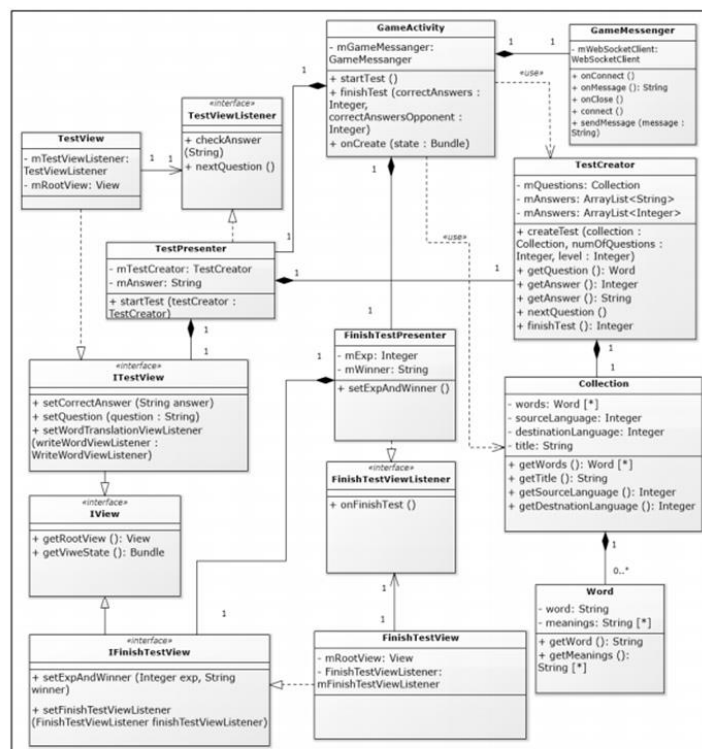 GameActivity
- mGameMessanger:
GameMessanger
+ startTest ()
+ finishTest (correctAnswers :
Integer,
correctAnswersOpponent :
Integer)
+ onCreate (state : Bundle)
1
1
GameMessenger
- mWebSocketClient:
WebSocketClient
+ onConnect ()
+ onMessage (): String
+ onClose ()
+ connect ()
+ sendMessage (message :
String)
1
1
«use»
«interface»
TestViewListener
+ checkAnswer
(String)
+ nextQuestion ()
TestView
- mTestViewListener:
TestViewListener
- mRootView: View
1
1
TestCreator
- mQuestions: Collection
- mAnswers: ArrayList<String>
- mAnswers: ArrayList<Integer>
+ createTest (collection :
Collection, numOfQuestions :
Integer, level : Integer)
+ getQuestion (): Word
+ getAnswer (): Integer
+ getAnswer (): String
+ nextQuestion ()
+ finishTest (): Integer
1
«use»
1
TestPresenter
- mTestCreator: TestCreator
- mAnswer: String
+ startTest (testCreator :
TestCreator)
1
1
1
1
1
FinishTestPresenter
- mExp: Integer
- mWinner: String
+ setExpAndWinner ()
1
1
1
«interface»
ITestView
+ setCorrectAnswer (String answer)
+ setQuestion (question : String)
+ setWordTranslationViewListener
(writeWordViewListener :
WriteWordViewListener)
Collection
- words: Word [*]
- sourceLanguage: Integer
- destinationLanguage: Integer
- title: String
+ getWords (): Word [*]
+ getTitle (): String
+ getSourceLanguage (): Integer
+ getDestnationLanguage (): Integer
1
0..*
«interface»
FinishTestViewListener
+ onFinishTest ()
«interface»
IView
+ getRootView (): View
+ getViweState (): Bundle
1
1
1
Word
- word: String
- meanings: String [*]
+ getWord (): String
+ getMeanings ():
String [*]
«interface»
IFinishTestView
+ setExpAndWinner (Integer exp, String
winner)
+ setFinishTestViewListener
(FinishTestViewListener finishTestViewListener)
FinishTestView
- mRootView: View
- FinishTestViewListener:
mFinishTestViewListener